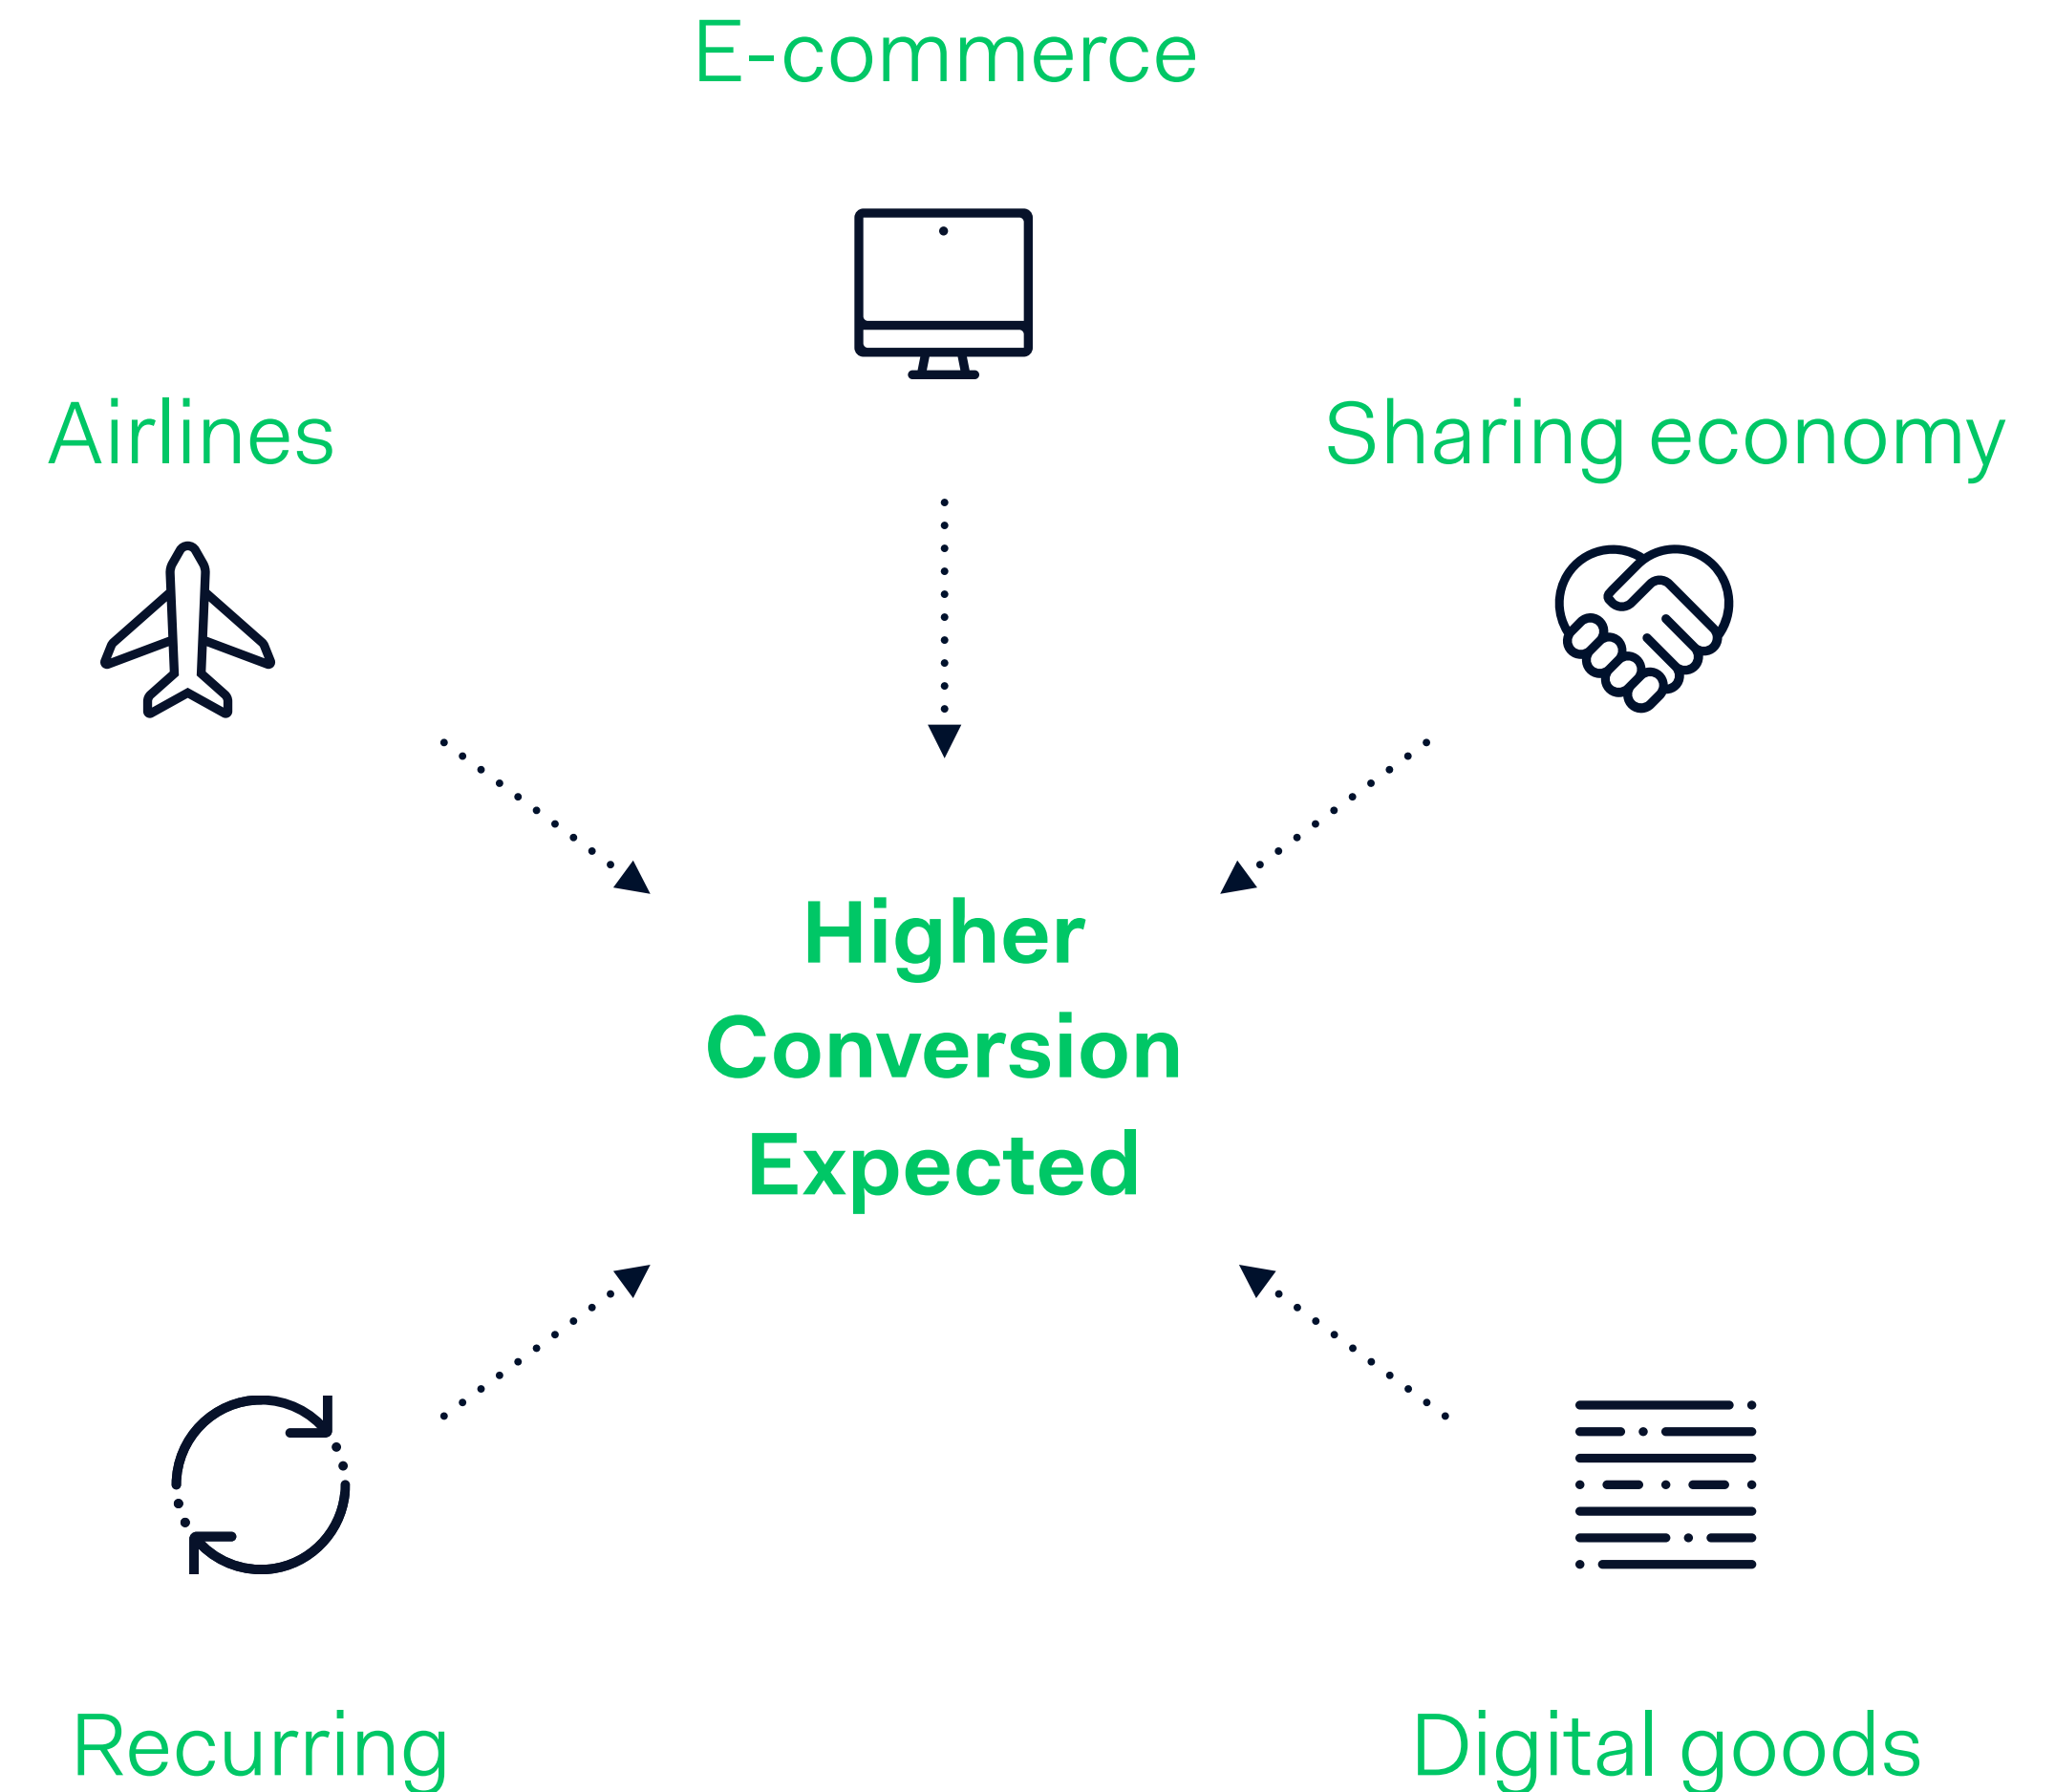 E-commerce
Airlines
Sharing economy
Higher
Conversion
Expected
Recurring
Digital goods